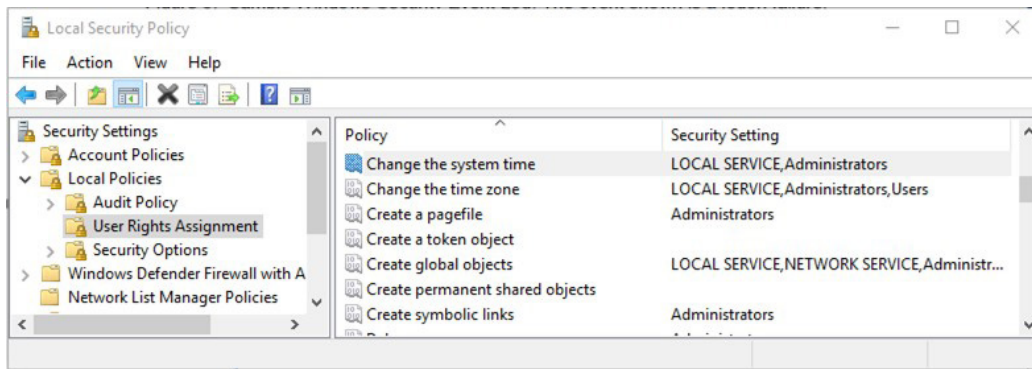 Local Security Policy
File Action View Help
Security Settings
Account Policies
Local Policies
Audit Policy
User Rights Assignment
Security Options
Windows Defender Firewall with A
Network List Manager Policies
Policy Security Setting
Change the system time LOCAL SERVICE,Administrators
Change the time zone LOCAL SERVICE,Administrators,Users
Create a pagefile Administrators
Create a token object
Create global objects LOCAL SERVICE,NETWORK SERVICE,Administr...
Create permanent shared objects
Create symbolic links Administrators